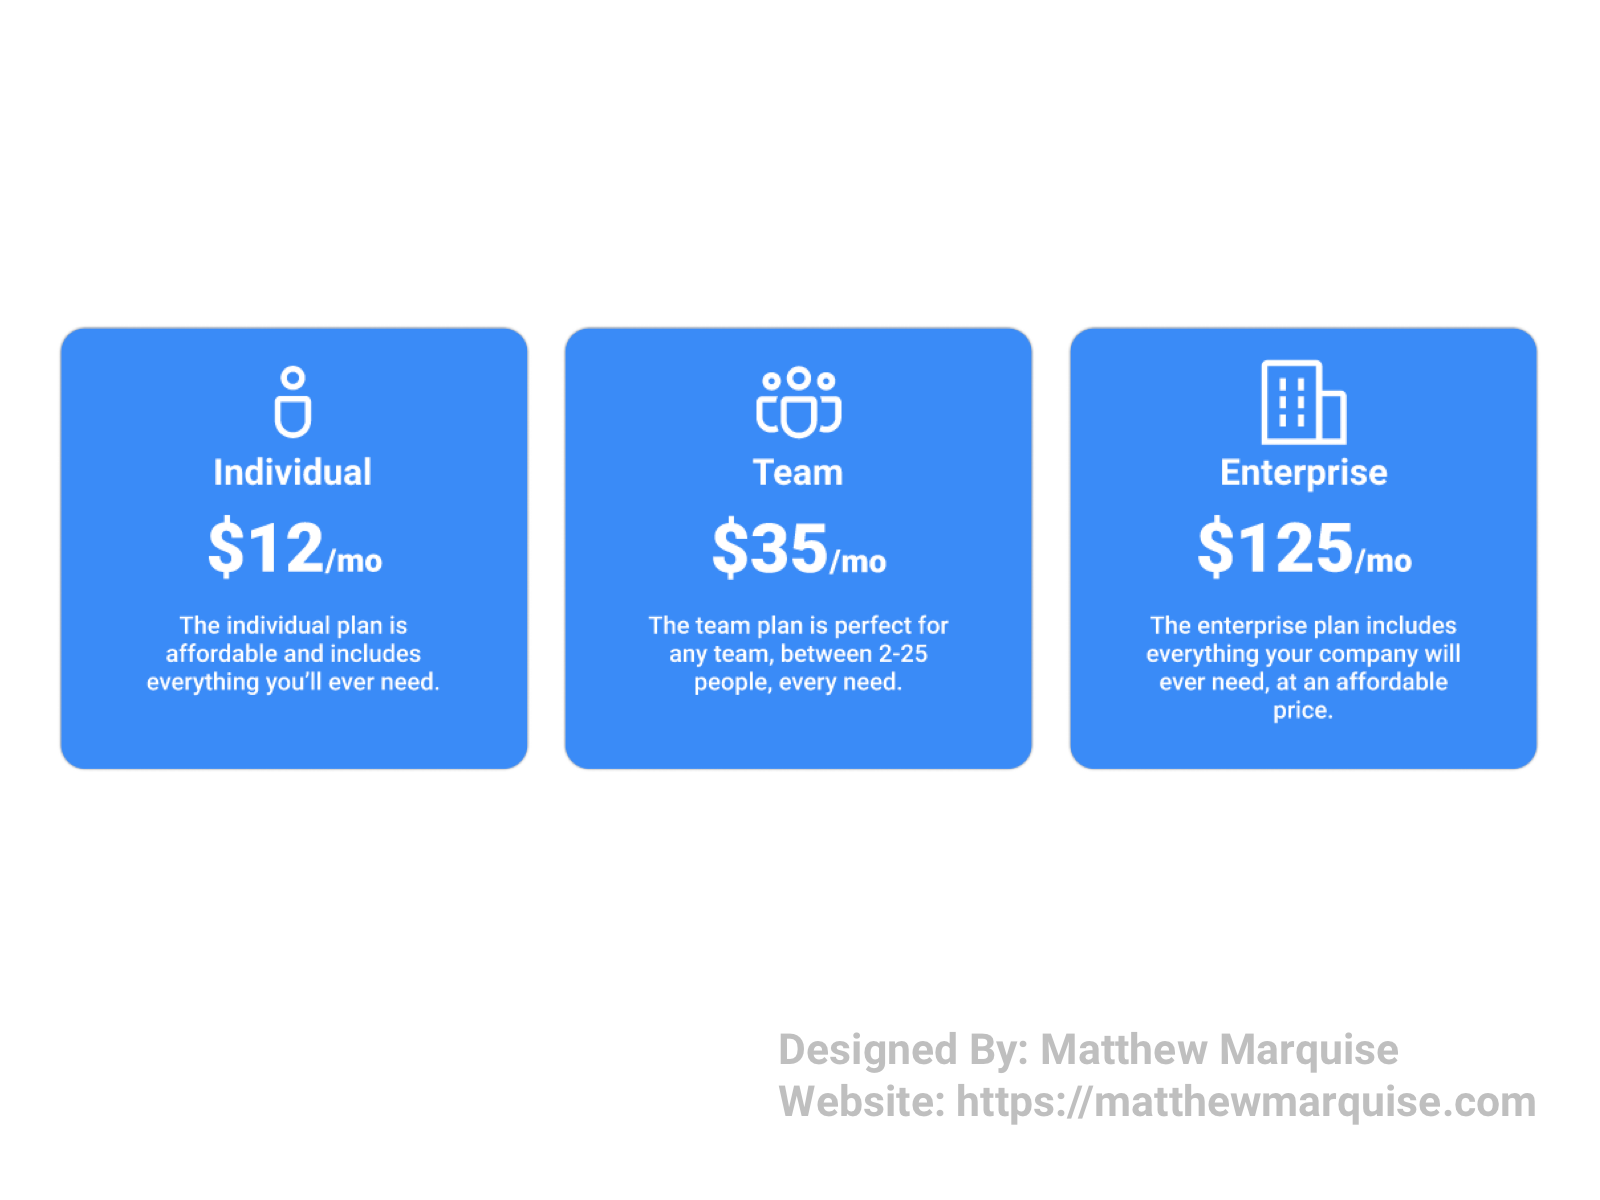 Individual
$12/mo
The individual plan is
affordable and includes
everything you’ll ever need.
Team
$35/mo
The team plan is perfect for
any team, between 2-25
people, every need.
Enterprise
$125/mo
The enterprise plan includes
everything your company will
ever need, at an affordable
price.
Designed By: Matthew Marquise
Website: https://matthewmarquise.com